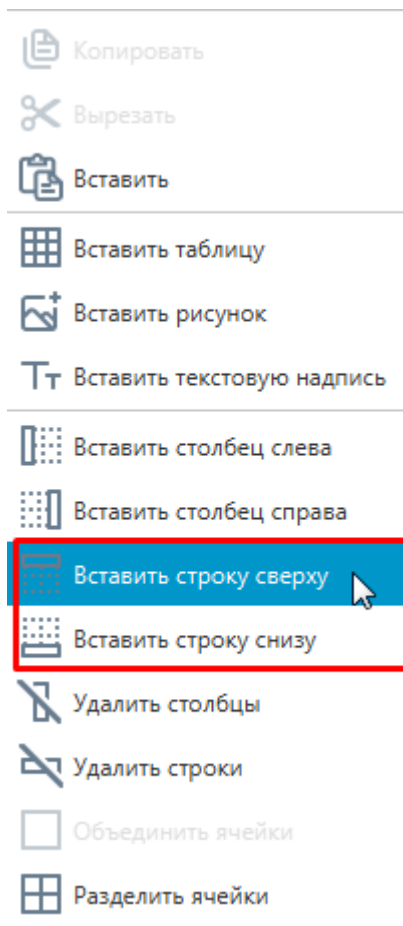 Копировать
Вырезать
Вставить
Вставить таблицу
Вставить рисунок
Вставить текстовую надпись
Вставить столбец слева
Вставить столбец справа
Вставить строку сверху
Вставить строку снизу
Удалить столбцы
Удалить строки
Объединить ячейки
Разделить ячейки